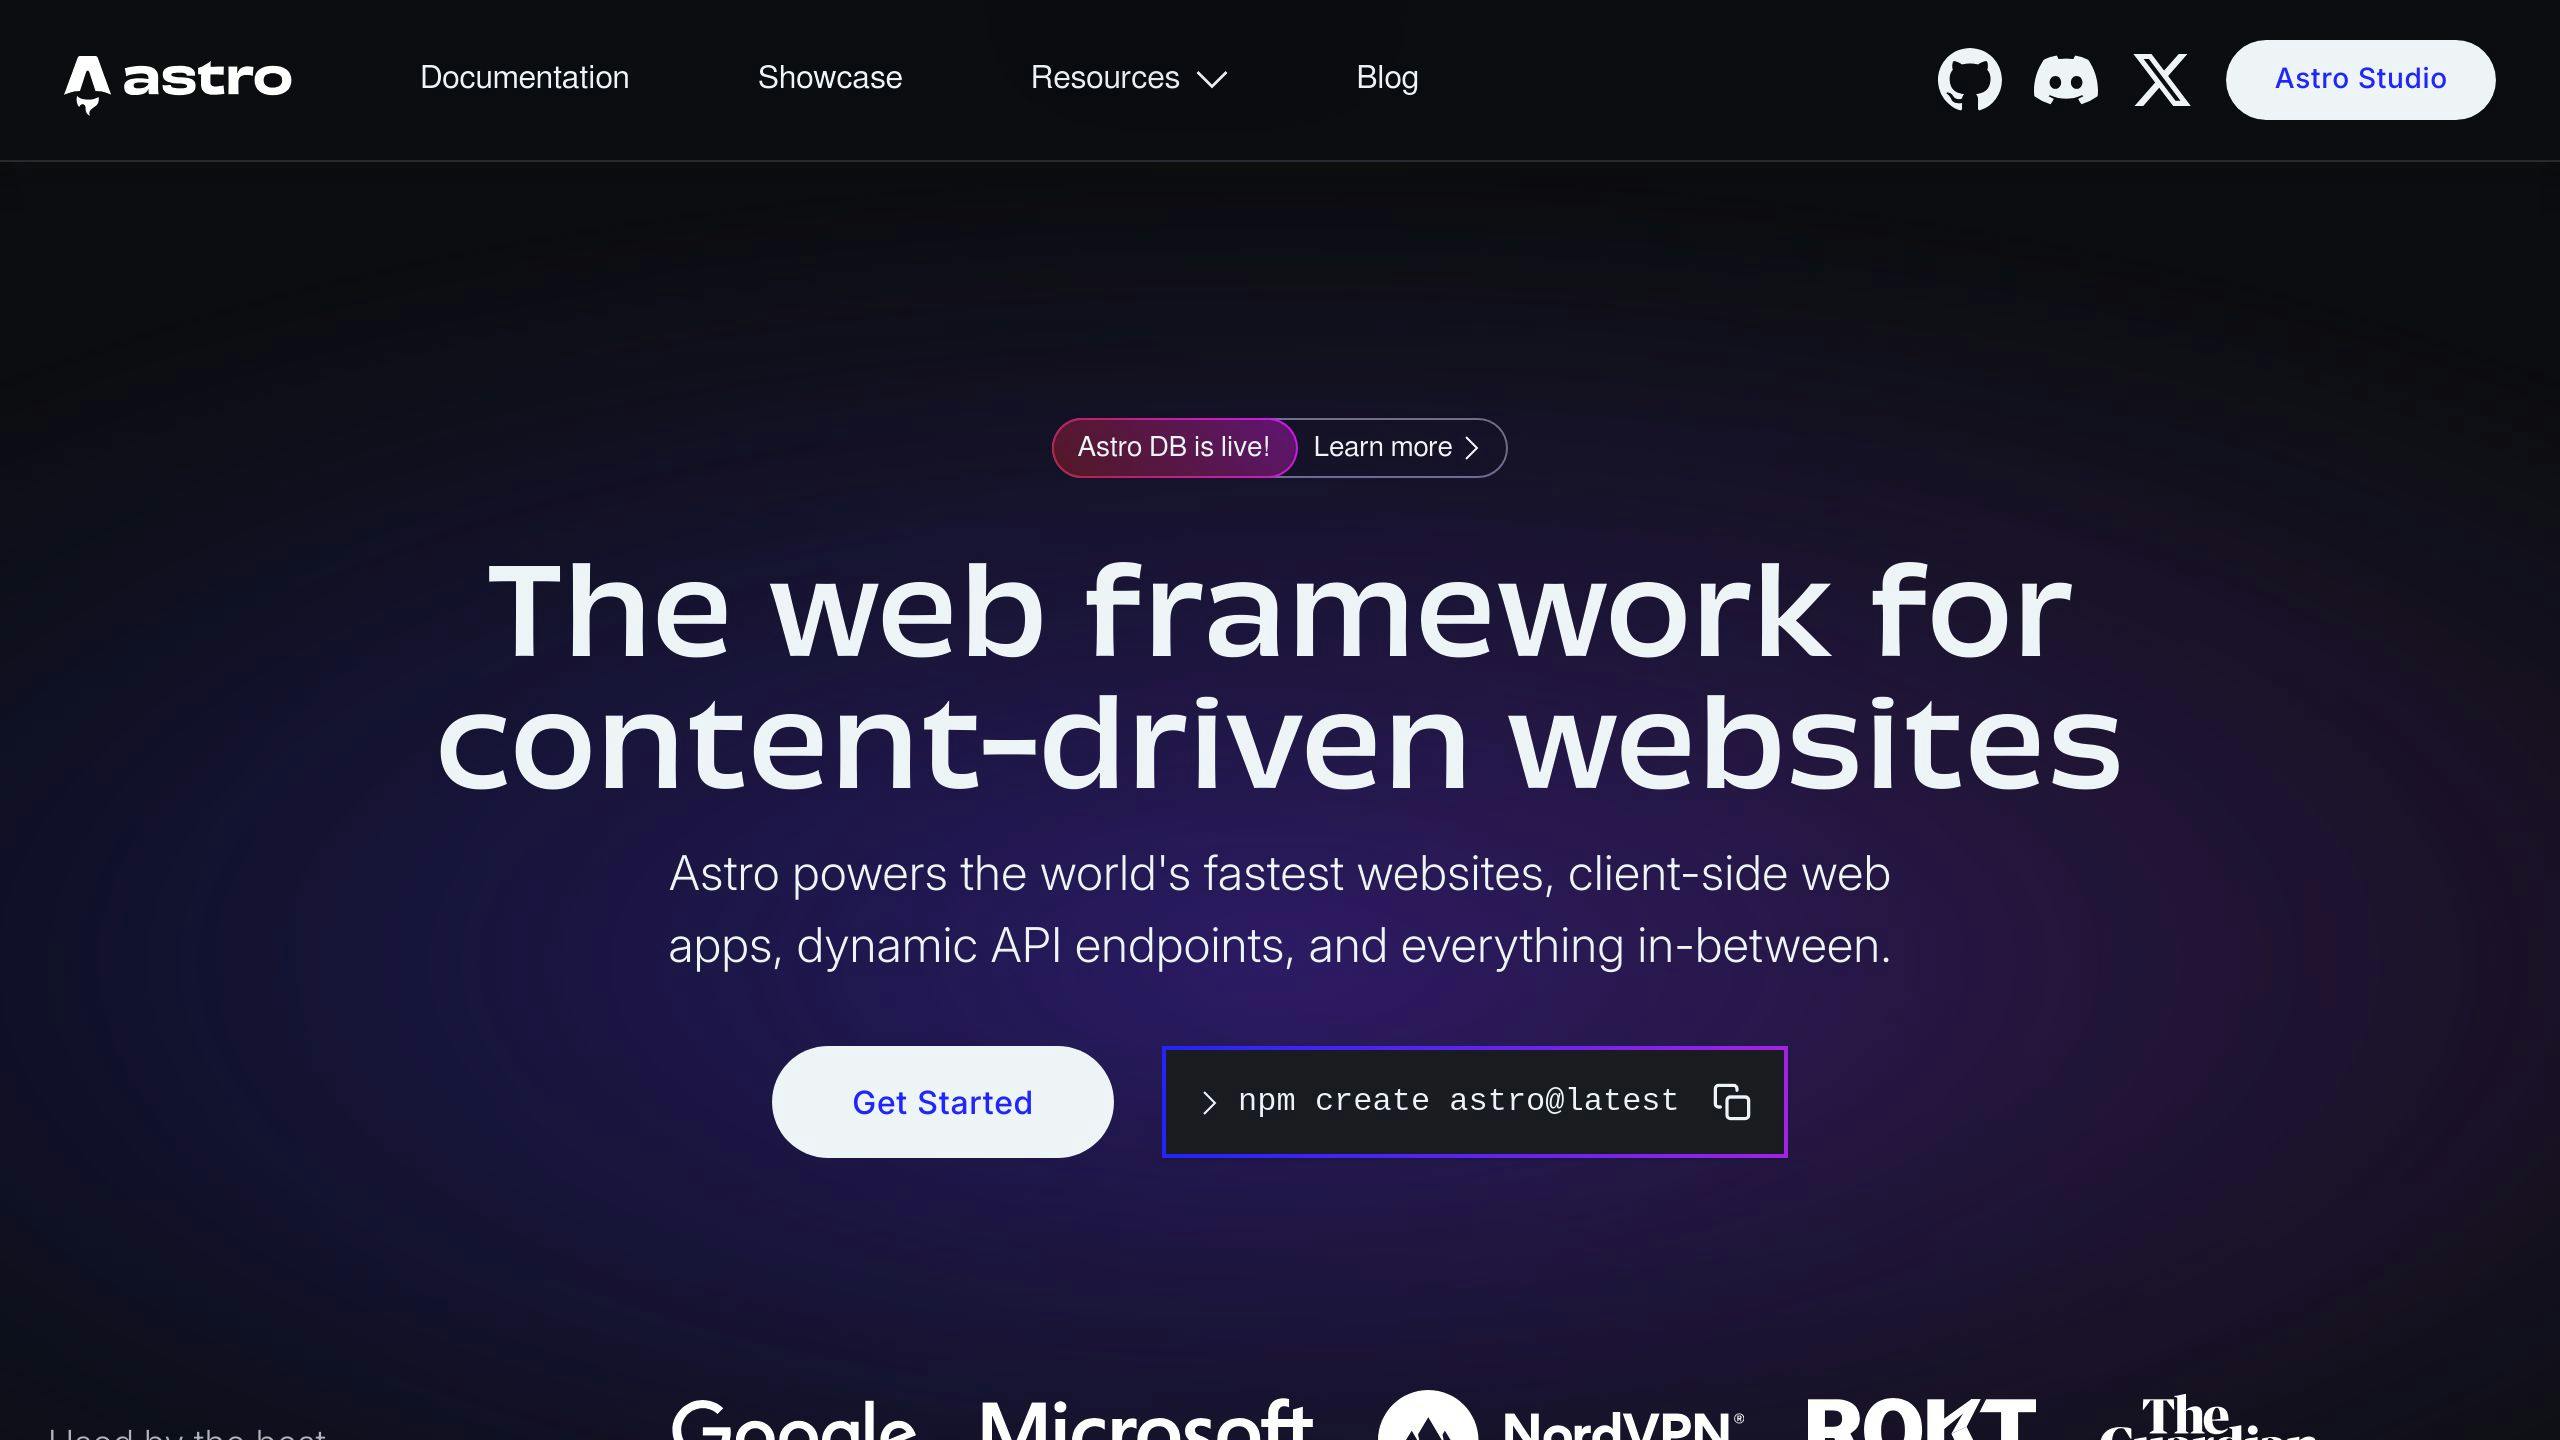 astro
Documentation
Showcase
Resources
Blog
Astro Studio
Astro DB is live!
Learn more
The web framework for
content-driven websites
Astro powers the world's fastest websites, client-side web
apps, dynamic API endpoints, and everything in-between.
Get Started
> npm create astro@latest
Used by the best
Google
Microsoft
NordVPN®
ROKT
The
Guardian